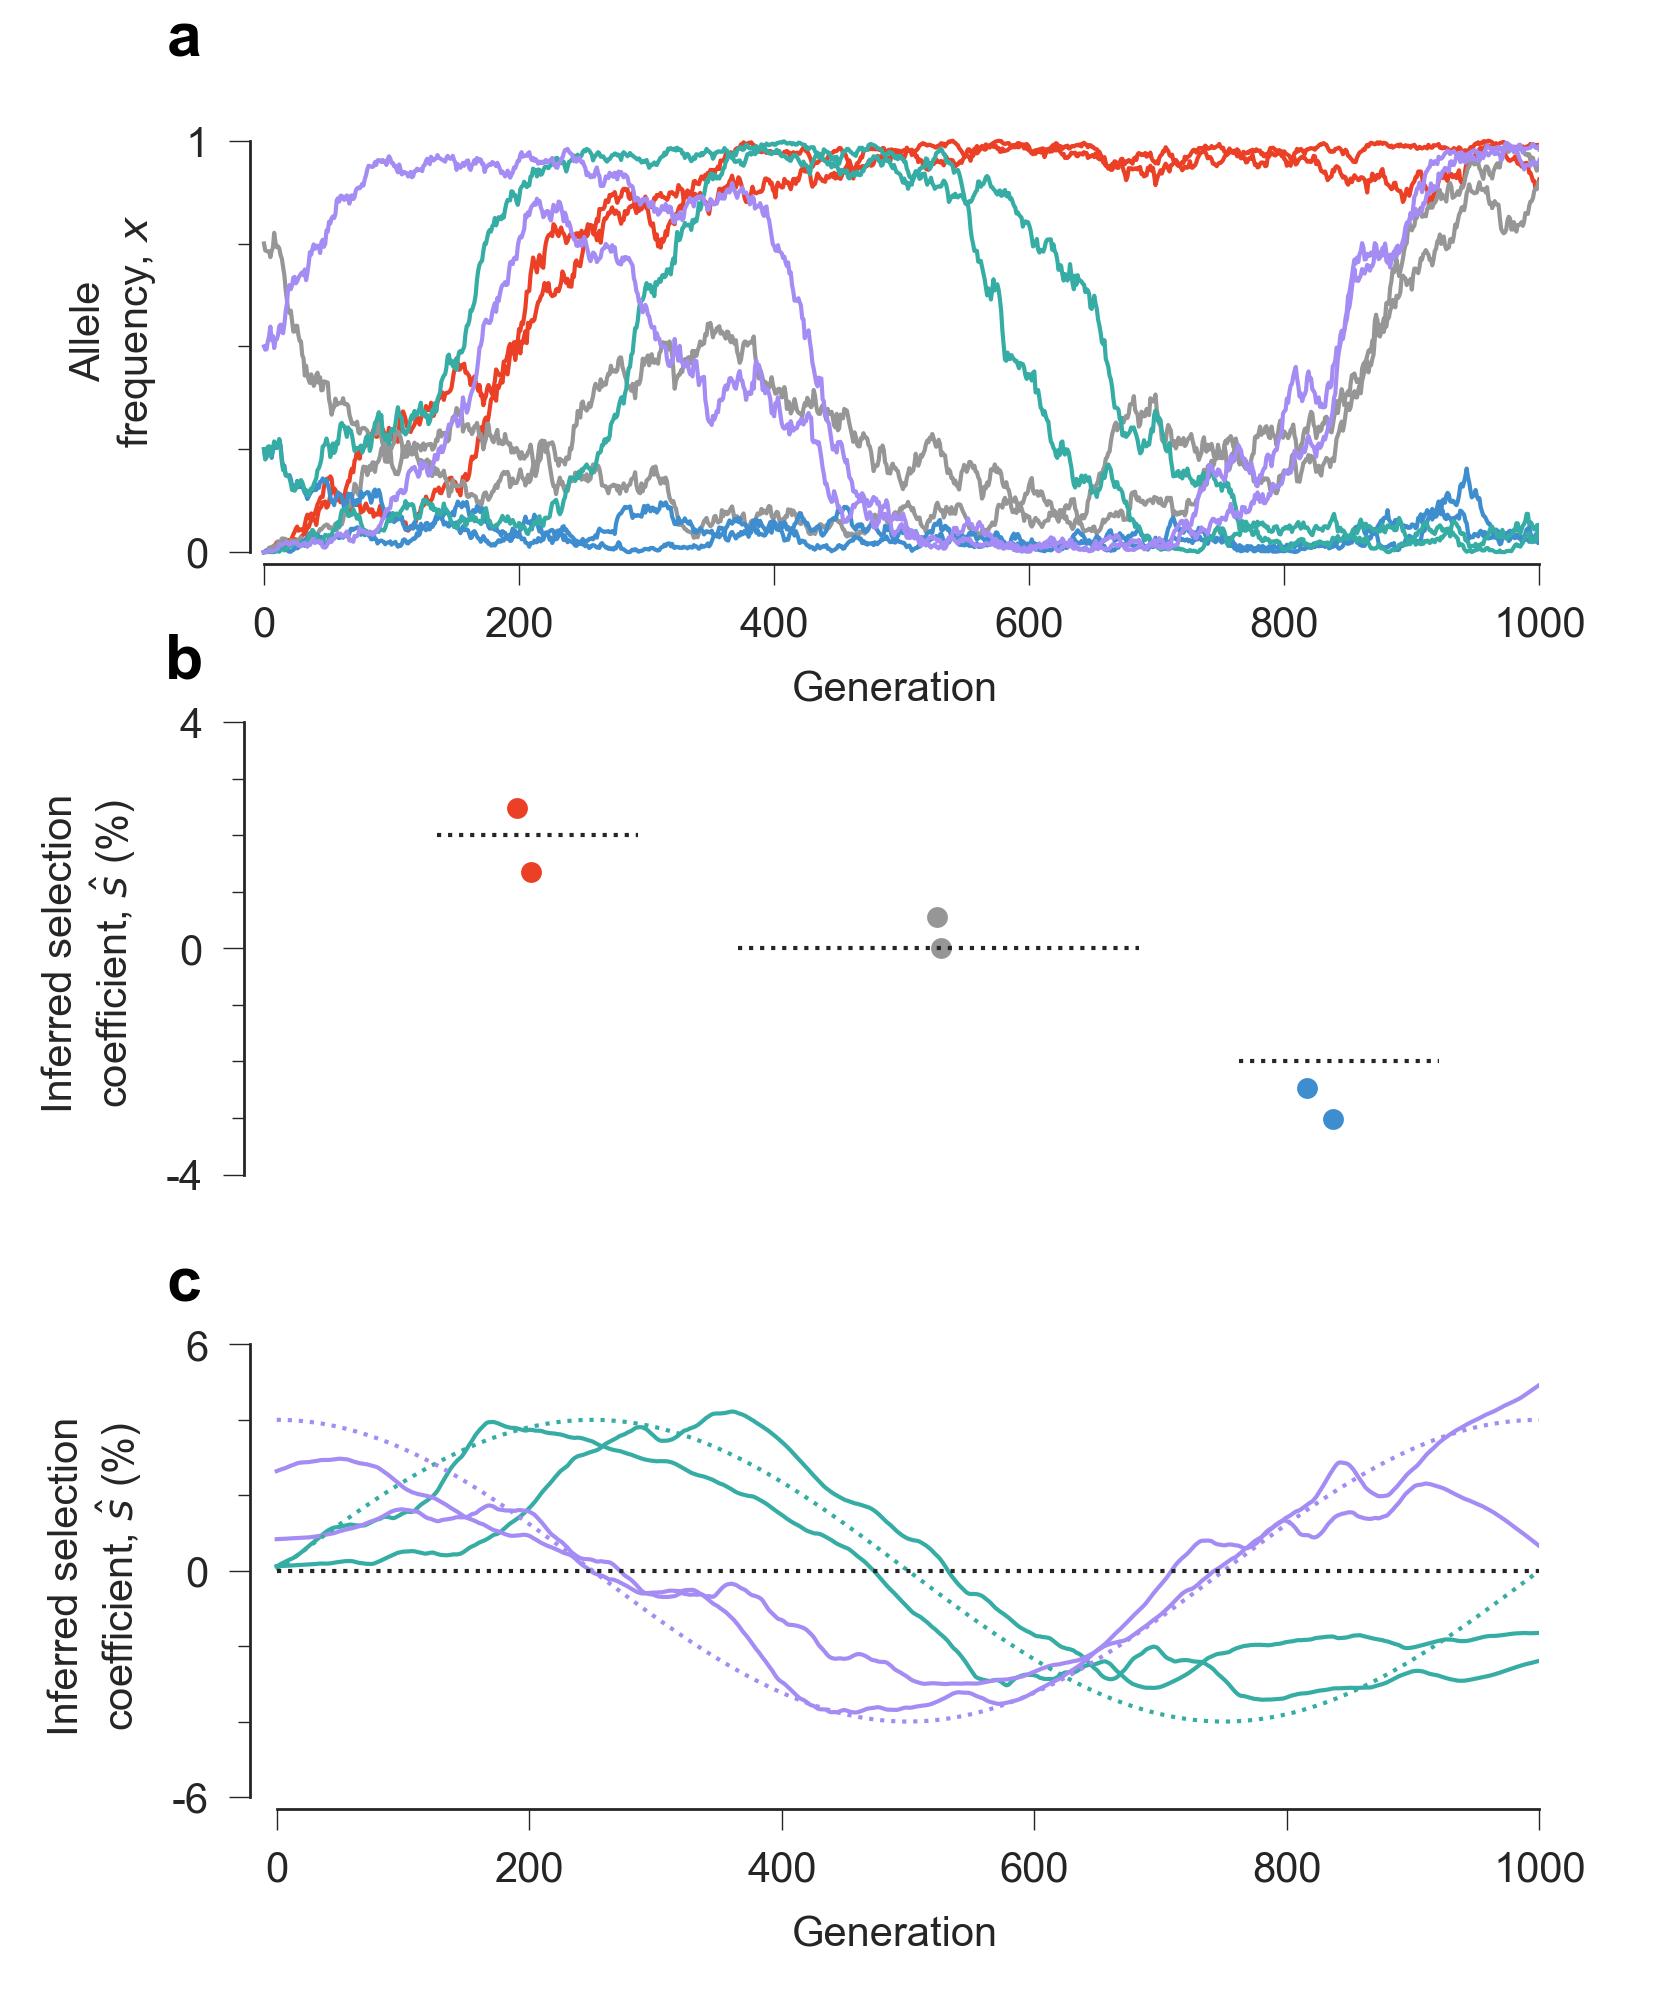 a
Allele
frequency, x
1
0
0 200 400 600 800 1000
Generation
b
Inferred selection
coefficient, ŝ (%)
4
0
-4
c
Inferred selection
coefficient, ŝ (%)
6
0
-6
0 200 400 600 800 1000
Generation